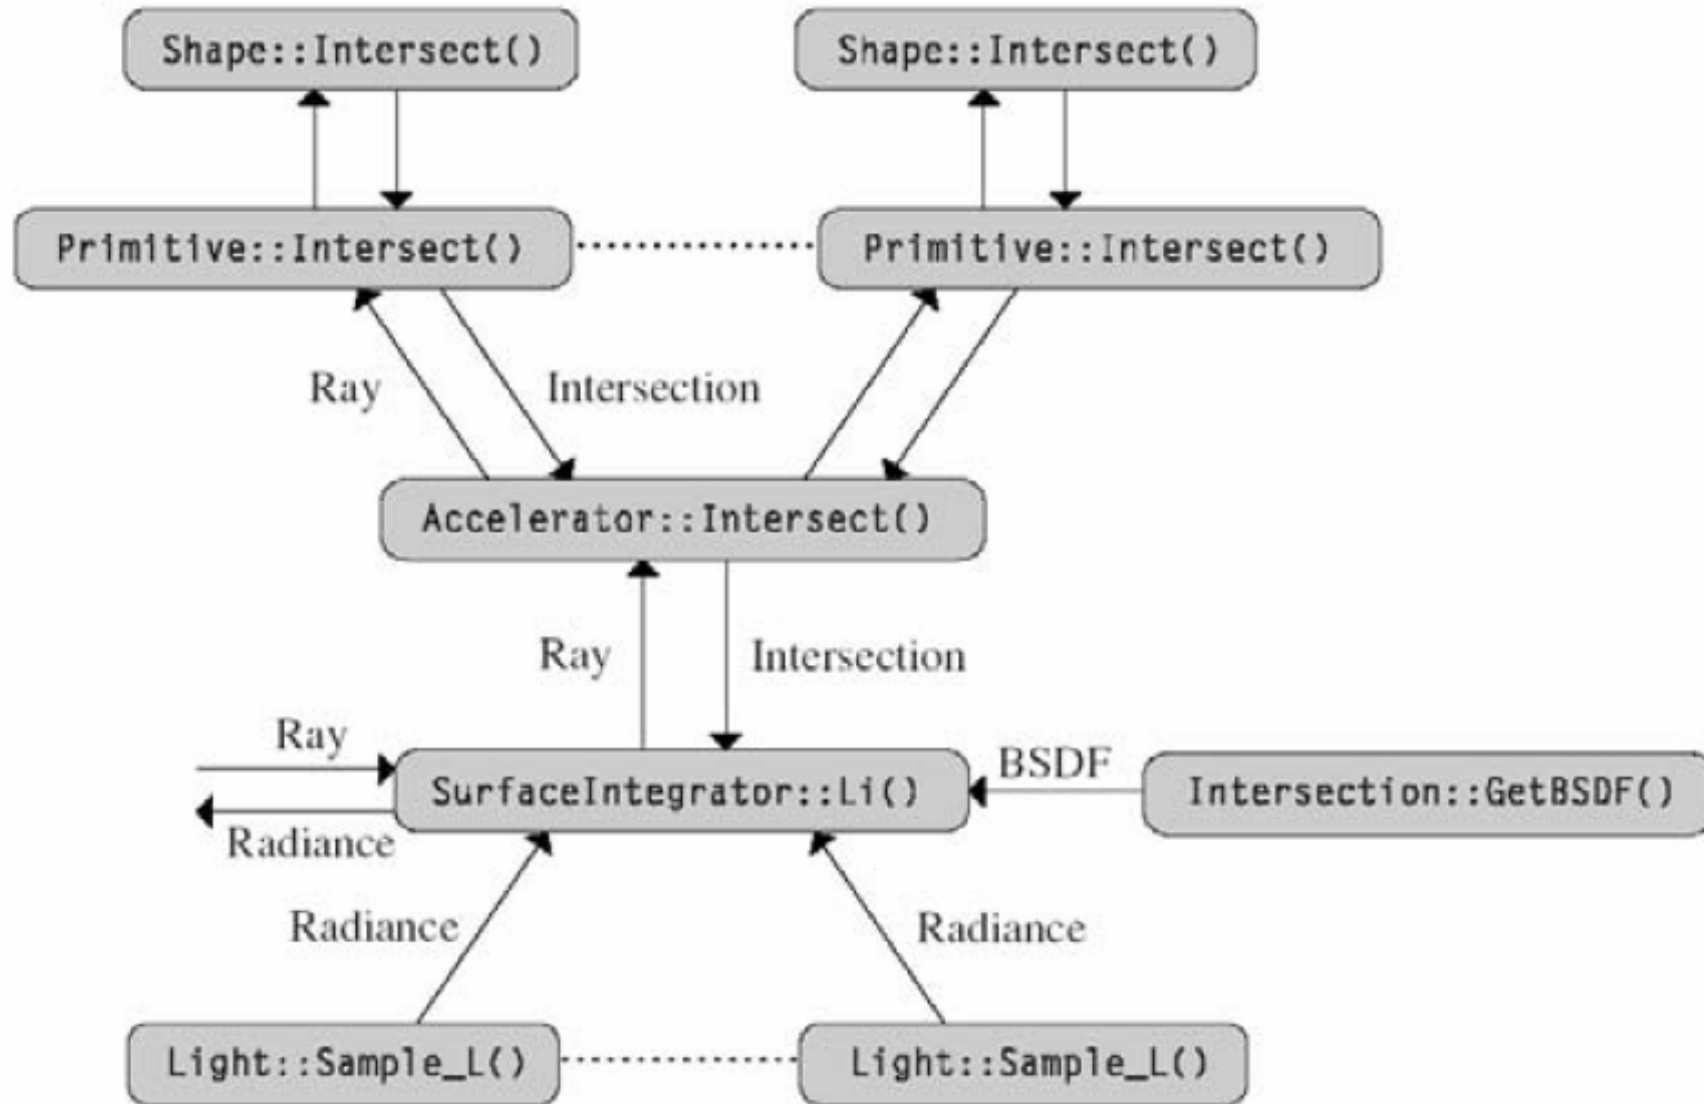 Shape::Intersect()
Shape::Intersect()
Primitive::Intersect()
Primitive::Intersect()
Ray
Intersection
Accelerator::Intersect()
Ray
Intersection
Ray
BSDF
SurfaceIntegrator::Li()
Intersection::GetBSDF()
Radiance
Radiance
Radiance
Light::Sample_L()
Light::Sample_L()